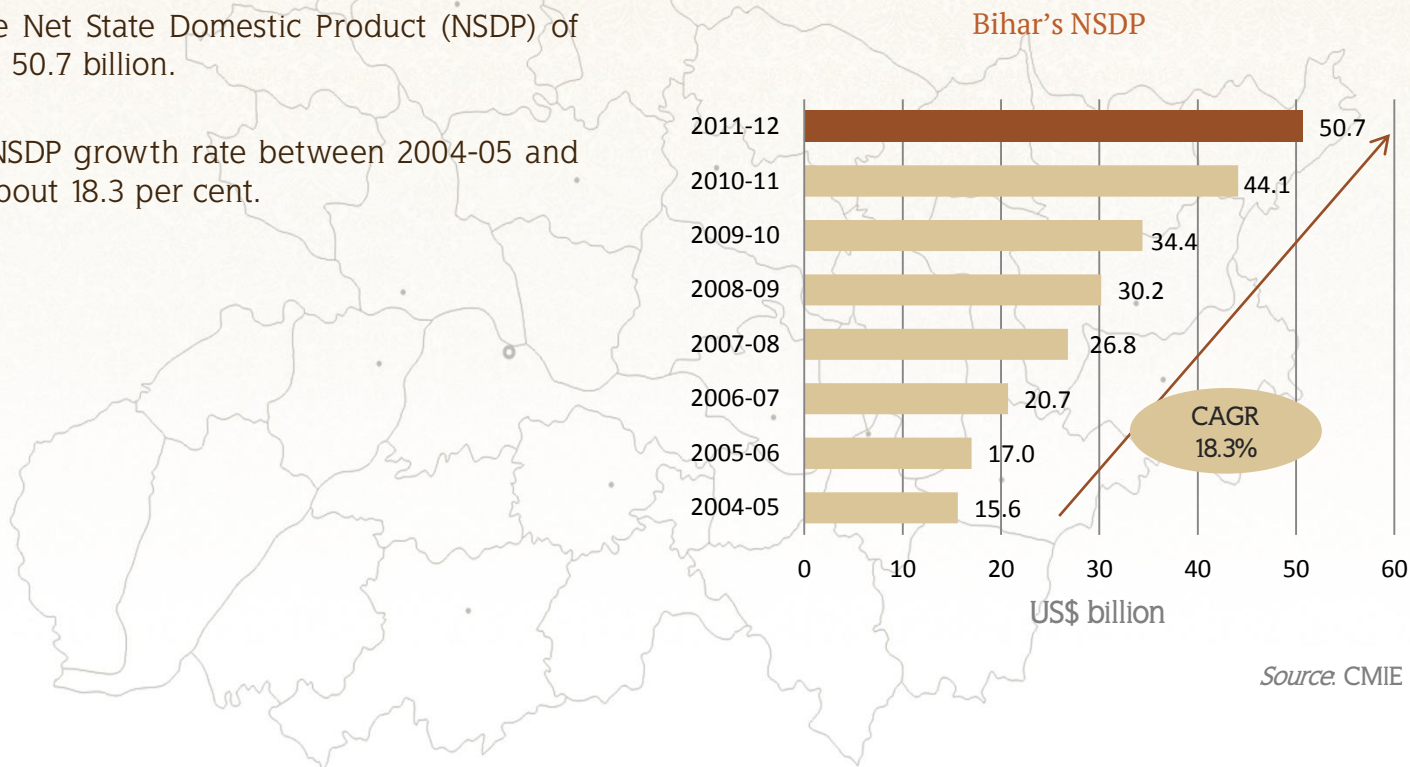 e Net State Domestic Product (NSDP) of
50.7 billion.
NSDP growth rate between 2004-05 and
bout 18.3 per cent.
Bihar’s NSDP
2011-12 50.7
2010-11 44.1
2009-10 34.4
2008-09 30.2
2007-08 26.8
2006-07 20.7
2005-06 17.0
2004-05 15.6
CAGR
18.3%
0 10 20 30 40 50 60
US$ billion
Source: CMIE